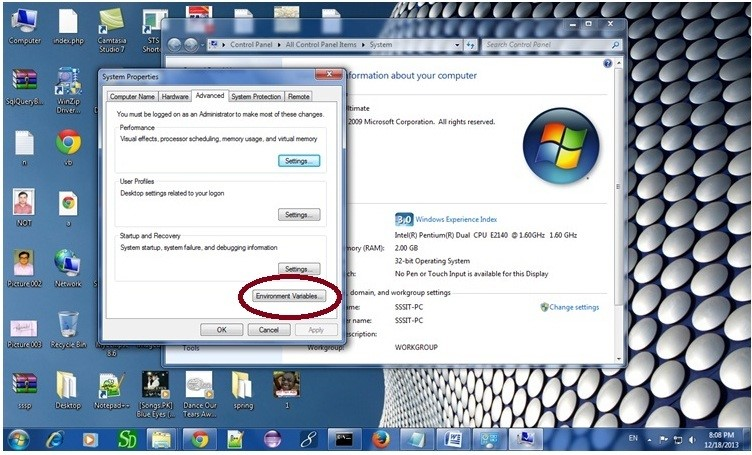 Computer
index.php
Camtasia
Studio 7
STS
Shortc
SqlQueryB...
WinZip
Driver...
n
vb
NOT
a
Picture 002
Network
Picture 003
Recycle Bin
8.6
sssp
Desktop
Notepad++
[Songs.PK]
Blue Eyes (...
Dance Our
Tears Aw...
spring
1
Control Panel
All Control Panel Items
System
Search Control Panel
nformation about your computer
ltimate
2009 Microsoft Corporation. All rights reserved.
3.0 Windows Experience Index
Intel(R) Pentium(R) Dual CPU E2140 @ 1.60GHz 1.60 GHz
mory (RAM): 2.00 GB
32-bit Operating System
ch: No Pen or Touch Input is available for this Display
, domain, and workgroup settings
ame: SSSIT-PC
Change settings
er name: SSSIT-PC
scription:
Workgroup: WORKGROUP
Tools
System Properties
Computer Name Hardware Advanced System Protection Remote
You must be logged on as an Administrator to make most of these changes.
Performance
Visual effects, processor scheduling, memory usage, and virtual memory
Settings...
User Profiles
Desktop settings related to your logon
Settings...
Startup and Recovery
System startup, system failure, and debugging information
Settings...
Environment Variables...
OK Cancel Apply
EN
8:08 PM
12/18/2013